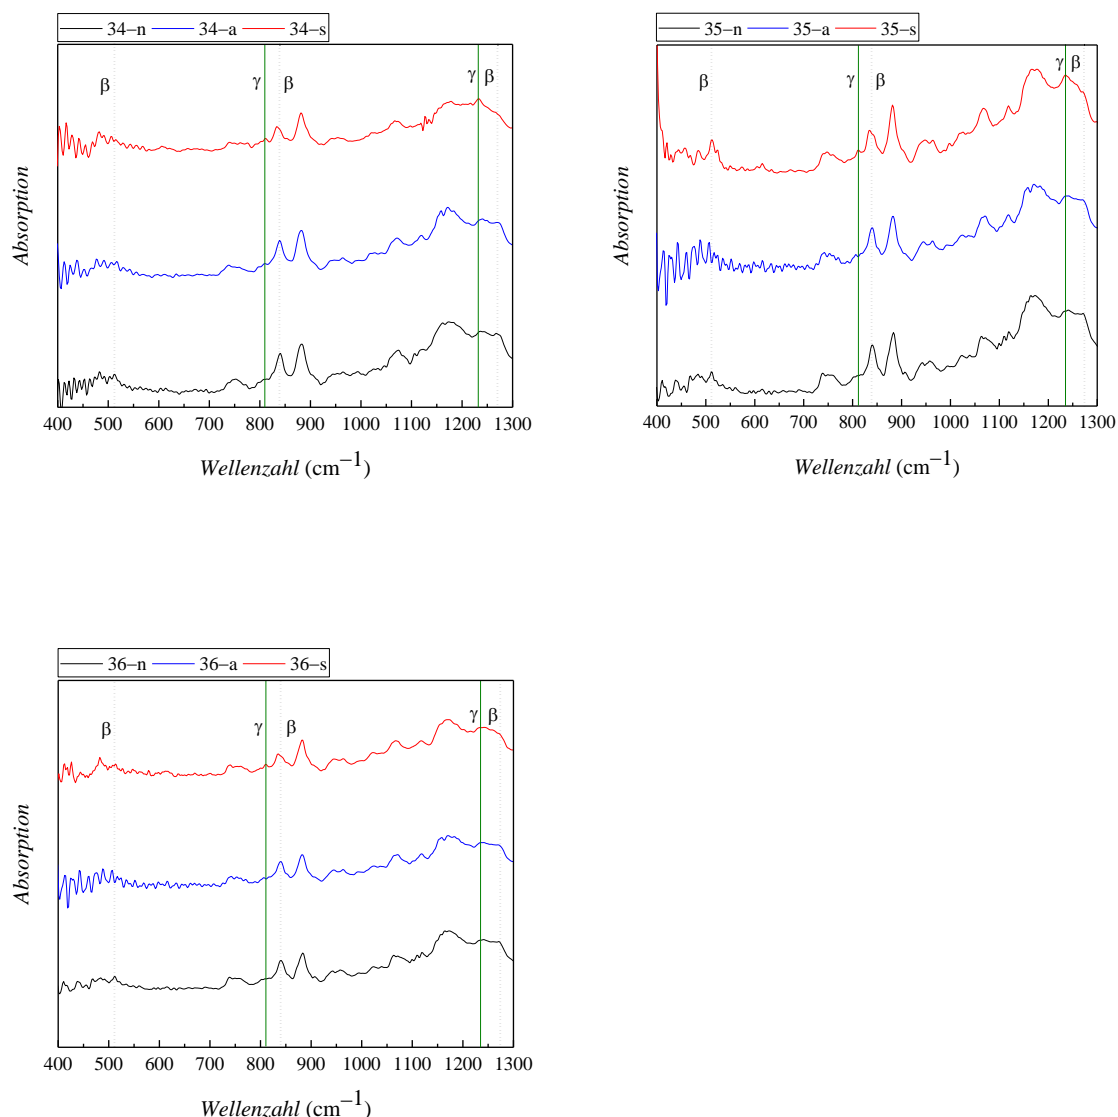 34−n 34−a 34−s
β γ β γ β
Absorption
400 500 600 700 800 900 1000 1100 1200 1300
Wellenzahl (cm−1)
35−n 35−a 35−s
β γ β γ β
Absorption
400 500 600 700 800 900 1000 1100 1200 1300
Wellenzahl (cm−1)
36−n 36−a 36−s
β γ β γ β
Absorption
400 500 600 700 800 900 1000 1100 1200 1300
Wellenzahl (cm−1)